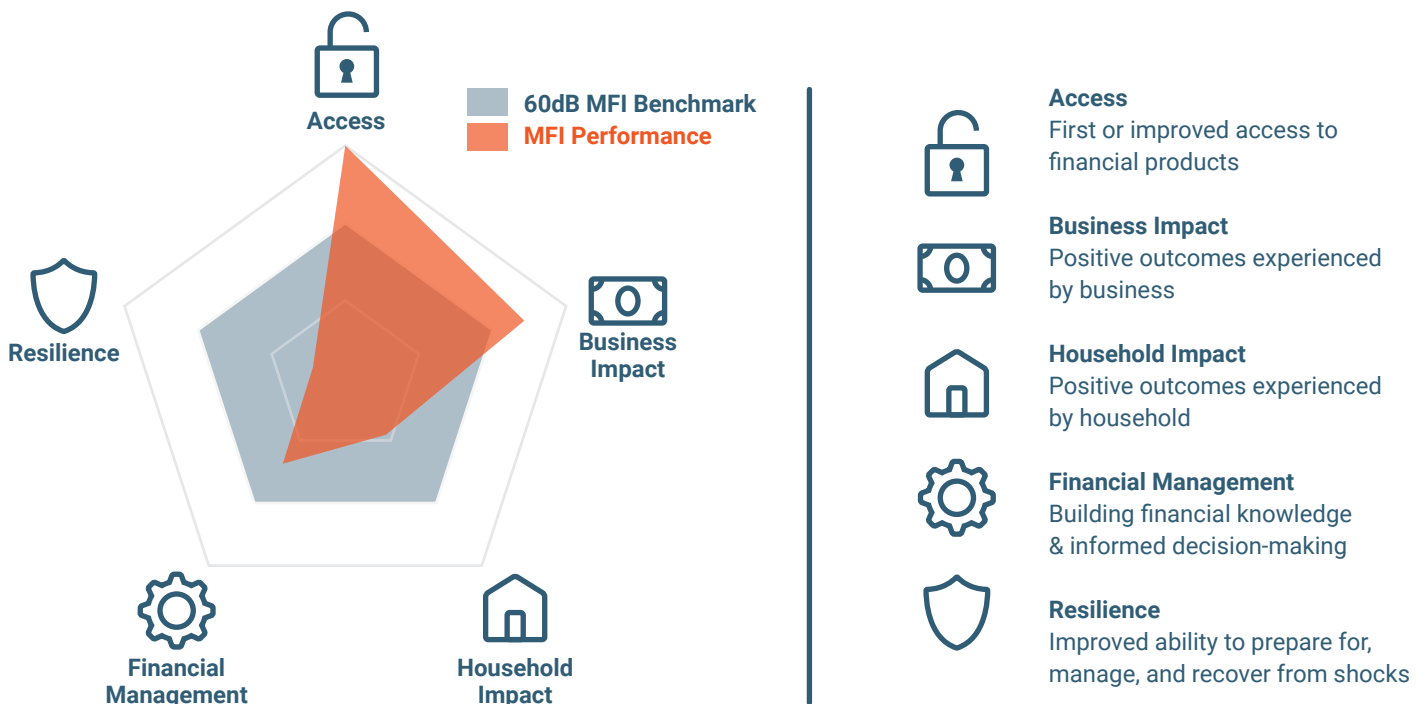 Access
60dB MFI Benchmark
MFI Performance
Resilience
Business
Impact
Financial
Management
Household
Impact
Access
First or improved access to
financial products
Business Impact
Positive outcomes experienced
by business
Household Impact
Positive outcomes experienced
by household
Financial Management
Building financial knowledge
& informed decision-making
Resilience
Improved ability to prepare for,
manage, and recover from shocks